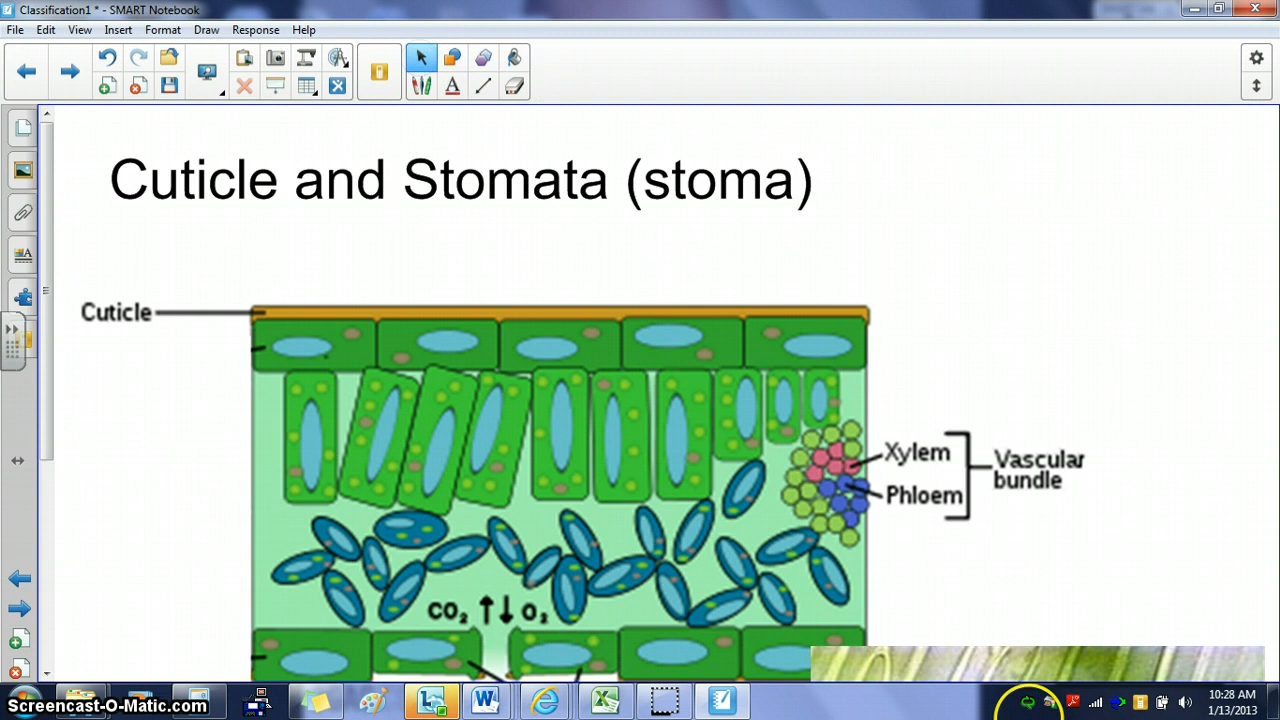 Classification1 * - SMART Notebook
File Edit View Insert Format Draw Response Help
Cuticle and Stomata (stoma)
Cuticle
Xylem
Phloem
Vascular
bundle
CO₂ O₂
Screencast-O-Matic.com
10:28 AM
1/13/2013